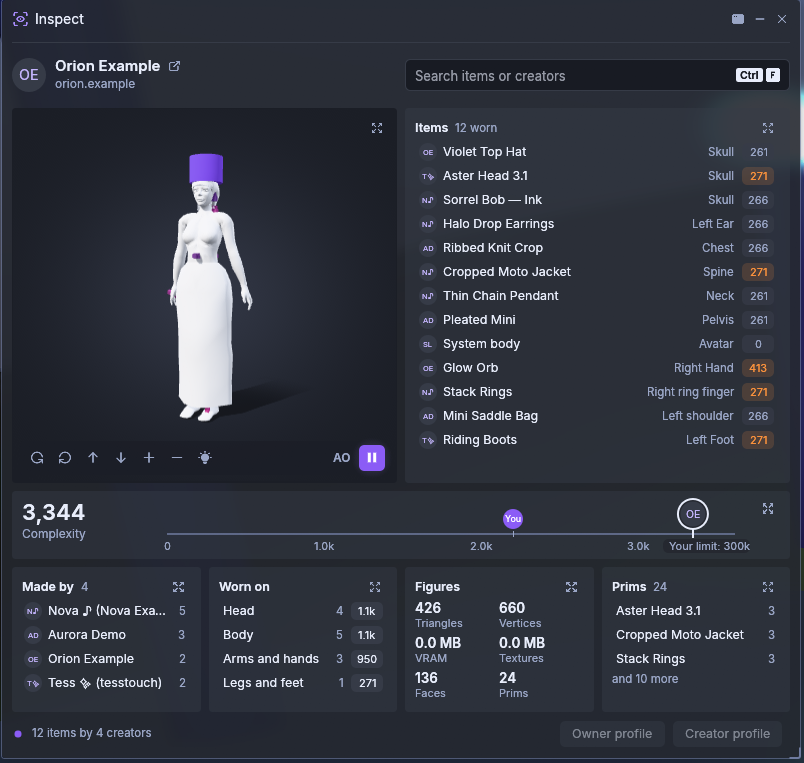 Inspect
OE
Orion Example
orion.example
Search items or creators
Ctrl F
AO
Items 12 worn
OE Violet Top Hat Skull 261
T Aster Head 3.1 Skull 271
N♪ Sorrel Bob — Ink Skull 266
N♪ Halo Drop Earrings Left Ear 266
AD Ribbed Knit Crop Chest 266
N♪ Cropped Moto Jacket Spine 271
N♪ Thin Chain Pendant Neck 261
AD Pleated Mini Pelvis 261
SL System body Avatar 0
OE Glow Orb Right Hand 413
N♪ Stack Rings Right ring finger 271
AD Mini Saddle Bag Left shoulder 266
T Riding Boots Left Foot 271
3,344
Complexity
You
OE
0 1.0k 2.0k 3.0k Your limit: 300k
Made by 4
N♪ Nova ♪ (Nova Exa... 5
AD Aurora Demo 3
OE Orion Example 2
T Tess (tesstouch) 2
Worn on
Head 4 1.1k
Body 5 1.1k
Arms and hands 3 950
Legs and feet 1 271
Figures
426 660
Triangles Vertices
0.0 MB 0.0 MB
VRAM Textures
136 24
Faces Prims
Prims 24
Aster Head 3.1 3
Cropped Moto Jacket 3
Stack Rings 3
and 10 more
12 items by 4 creators
Owner profile
Creator profile